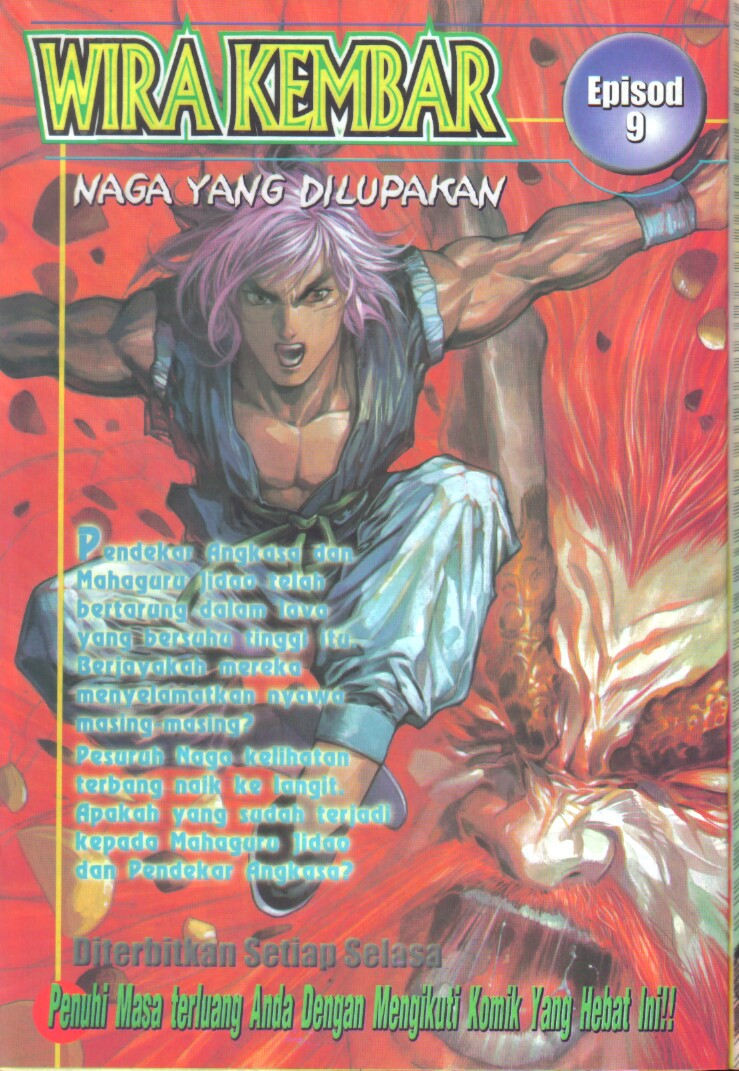 WIRA KEMBAR
Episod
9
NAGA YANG DILUPAKAN
Pendekar Angkasa dan
Mahaguru Jidao telah
bertarung dalam lava
yang bersuhu tinggi itu.
Berjayakah mereka
menyelamatkan nyawa
masing-masing?
Pesuruh Naga kelihatan
terbang naik ke langit.
Apakah yang sudah terjadi
kepada Mahaguru Jidao
dan Pendekar Angkasa?
Diterbitkan Setiap Selasa
Penuhi Masa terluang Anda Dengan Mengikuti Komik Yang Hebat Ini!!